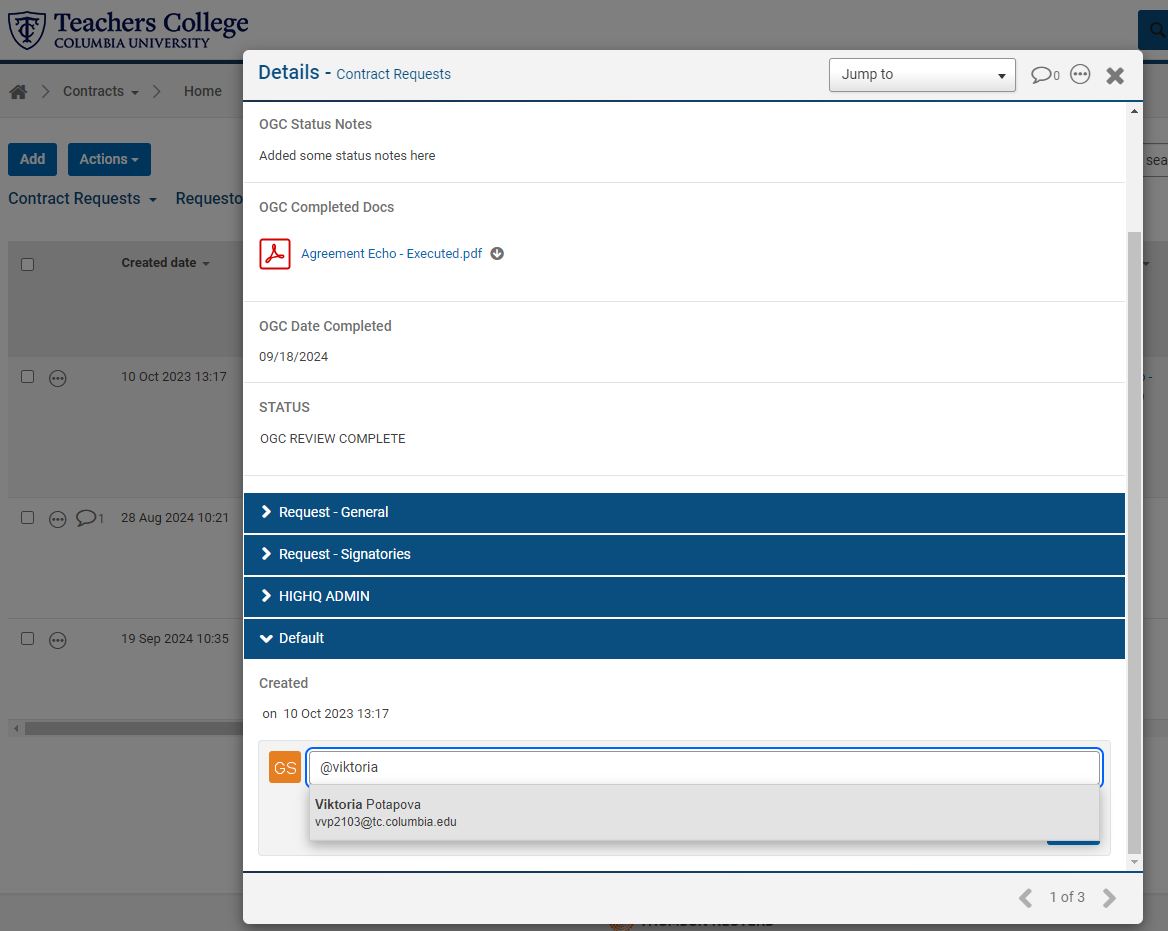 Teachers College
COLUMBIA UNIVERSITY
Contracts
Home
Add
Actions
Contract Requests
Created date
10 Oct 2023 13:17
1
28 Aug 2024 10:21
19 Sep 2024 10:35
Details - Contract Requests
Jump to
0
OGC Status Notes
Added some status notes here
OGC Completed Docs
Agreement Echo - Executed.pdf
OGC Date Completed
09/18/2024
STATUS
OGC REVIEW COMPLETE
Request - General
Request - Signatories
HIGHQ ADMIN
Default
Created
on 10 Oct 2023 13:17
GS
@viktoria
Viktoria Potapova
vvp2103@tc.columbia.edu
1 of 3